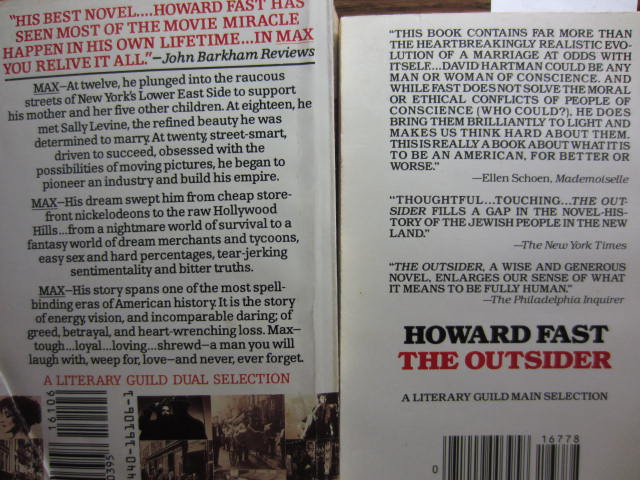 "HIS BEST NOVEL....HOWARD FAST HAS
SEEN MOST OF THE MOVIE MIRACLE
HAPPEN IN HIS OWN LIFETIME...IN MAX
YOU RELIVE IT ALL."—John Barkham Reviews
MAX—At twelve, he plunged into the raucous
streets of New York's Lower East Side to support
his mother and her five other children. At eighteen, he
met Sally Levine, the refined beauty he was
determined to marry. At twenty, street-smart,
driven to succeed, obsessed with the
possibilities of moving pictures, he began to
pioneer an industry and build his empire.
MAX—His dream swept him from cheap store-
front nickelodeons to the raw Hollywood
Hills...from a nightmare world of survival to a
fantasy world of dream merchants and tycoons,
easy sex and hard percentages, tear-jerking
sentimentality and bitter truths.
MAX—His story spans one of the most spell-
binding eras of American history. It is the story
of energy, vision, and incomparable daring; of
greed, betrayal, and heart-wrenching loss. Max—
tough...loyal...loving...shrewd—a man you will
laugh with, weep for, love—and never, ever forget.
A LITERARY GUILD DUAL SELECTION
16106
0395
440-16106-1
"THIS BOOK CONTAINS FAR MORE THAN
THE HEARTBREAKINGLY REALISTIC EVO-
LUTION OF A MARRIAGE AT ODDS WITH
ITSELF....DAVID HARTMAN COULD BE ANY
MAN OR WOMAN OF CONSCIENCE. AND
WHILE FAST DOES NOT SOLVE THE MORAL
OR ETHICAL CONFLICTS OF PEOPLE OF
CONSCIENCE (WHO COULD?), HE DOES
BRING THEM BRILLIANTLY TO LIGHT AND
MAKES US THINK HARD ABOUT THEM.
THIS IS REALLY A BOOK ABOUT WHAT IT IS
TO BE AN AMERICAN, FOR BETTER OR
WORSE."
—Ellen Schoen, Mademoiselle
"THOUGHTFUL...TOUCHING...THE OUT-
SIDER FILLS A GAP IN THE NOVEL-HIS-
TORY OF THE JEWISH PEOPLE IN THE NEW
LAND."
—The New York Times
"THE OUTSIDER, A WISE AND GENEROUS
NOVEL, ENLARGES OUR SENSE OF WHAT
IT MEANS TO BE FULLY HUMAN."
—The Philadelphia Inquirer
HOWARD FAST
THE OUTSIDER
A LITERARY GUILD MAIN SELECTION
16778
0